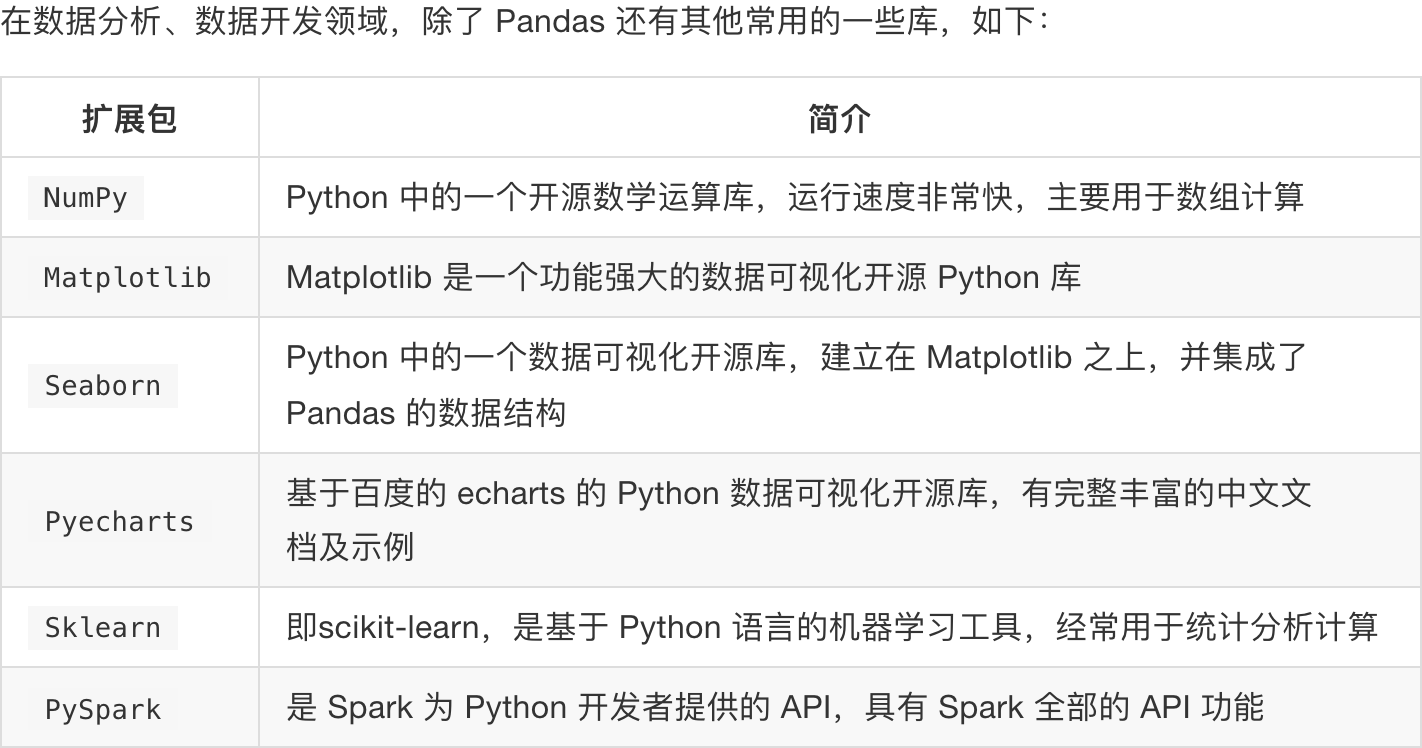 在数据分析、数据开发领域，除了 Pandas 还有其他常用的一些库，如下：
扩展包
简介
NumPy
Python 中的一个开源数学运算库，运行速度非常快，主要用于数组计算
Matplotlib
Matplotlib 是一个功能强大的数据可视化开源 Python 库
Seaborn
Python 中的一个数据可视化开源库，建立在 Matplotlib 之上，并集成了
Pandas 的数据结构
Pyecharts
基于百度的 echarts 的 Python 数据可视化开源库，有完整丰富的中文文
档及示例
Sklearn
即scikit-learn，是基于 Python 语言的机器学习工具，经常用于统计分析计算
PySpark
是 Spark 为 Python 开发者提供的 API，具有 Spark 全部的 API 功能